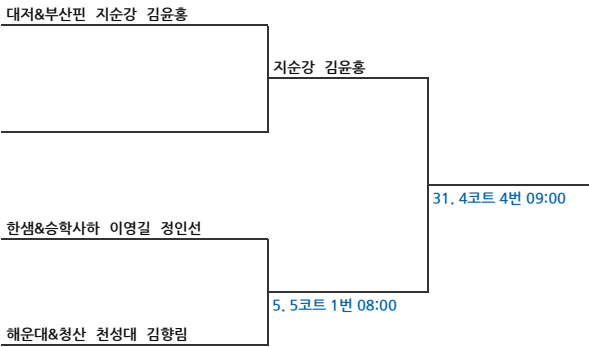 대저&부산핀 지순강 김윤홍
지순강 김윤홍
31. 4코트 4번 09:00
한샘&승학사하 이영길 정인선
5. 5코트 1번 08:00
해운대&청산 천성대 김향림